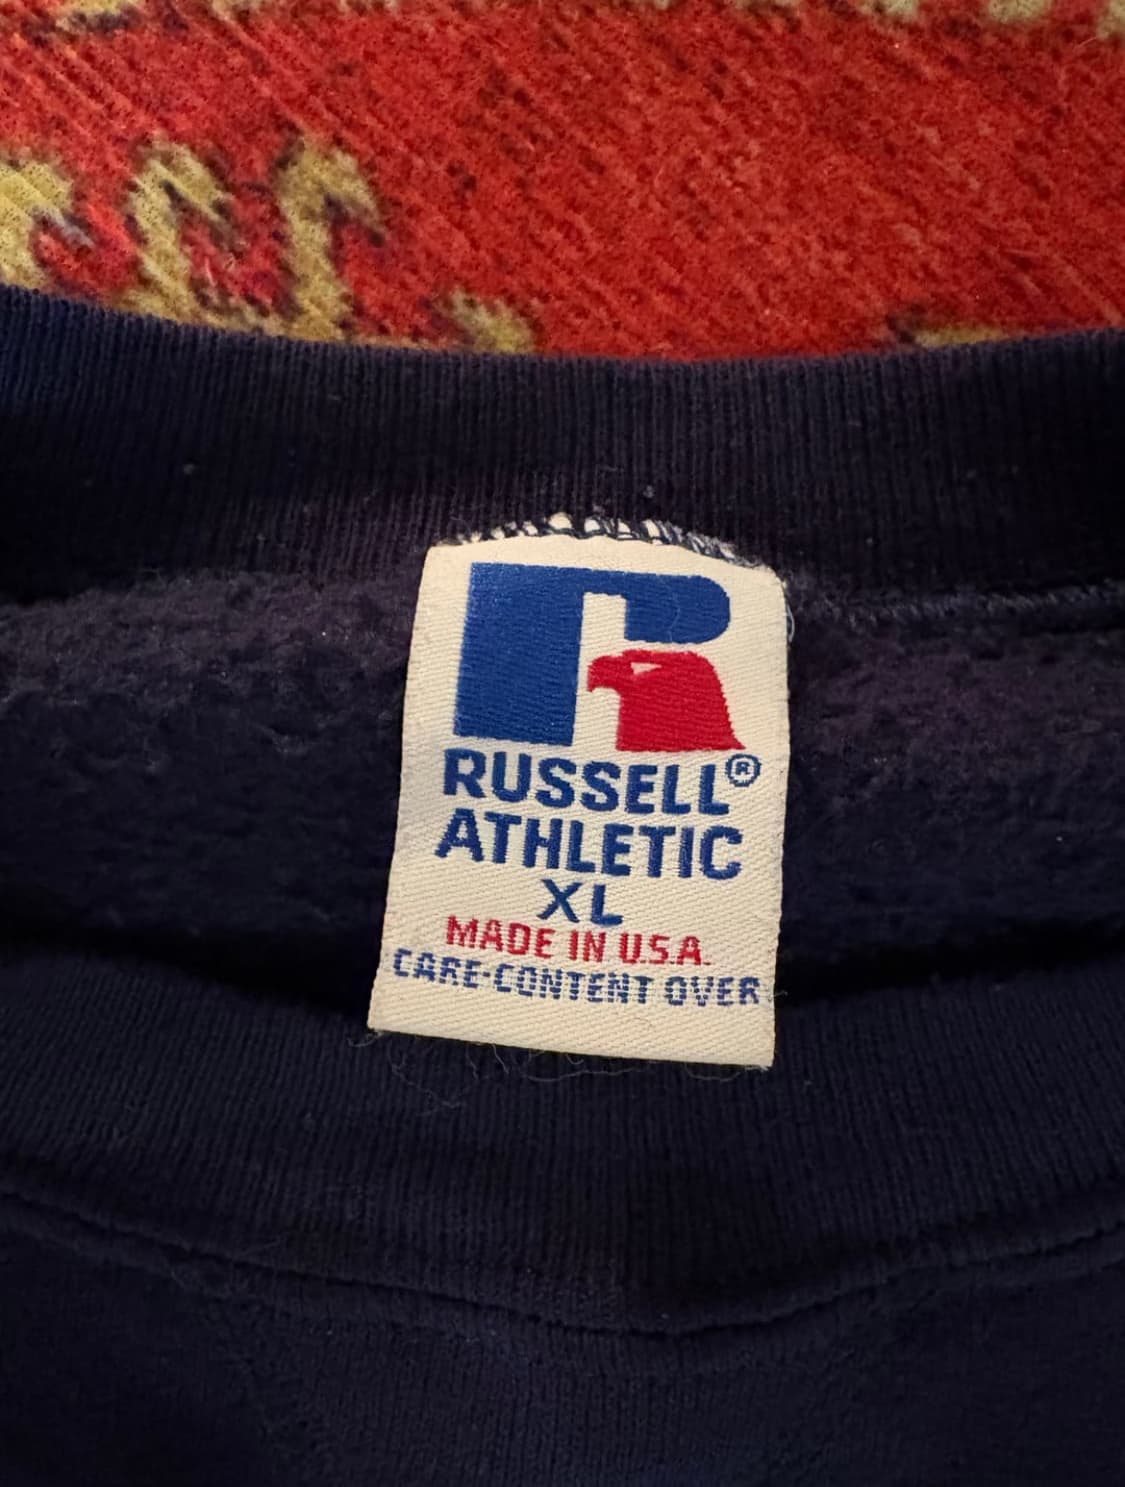 RUSSELL®
ATHLETIC
XL
MADE IN U.S.A.
CARE-CONTENT OVER